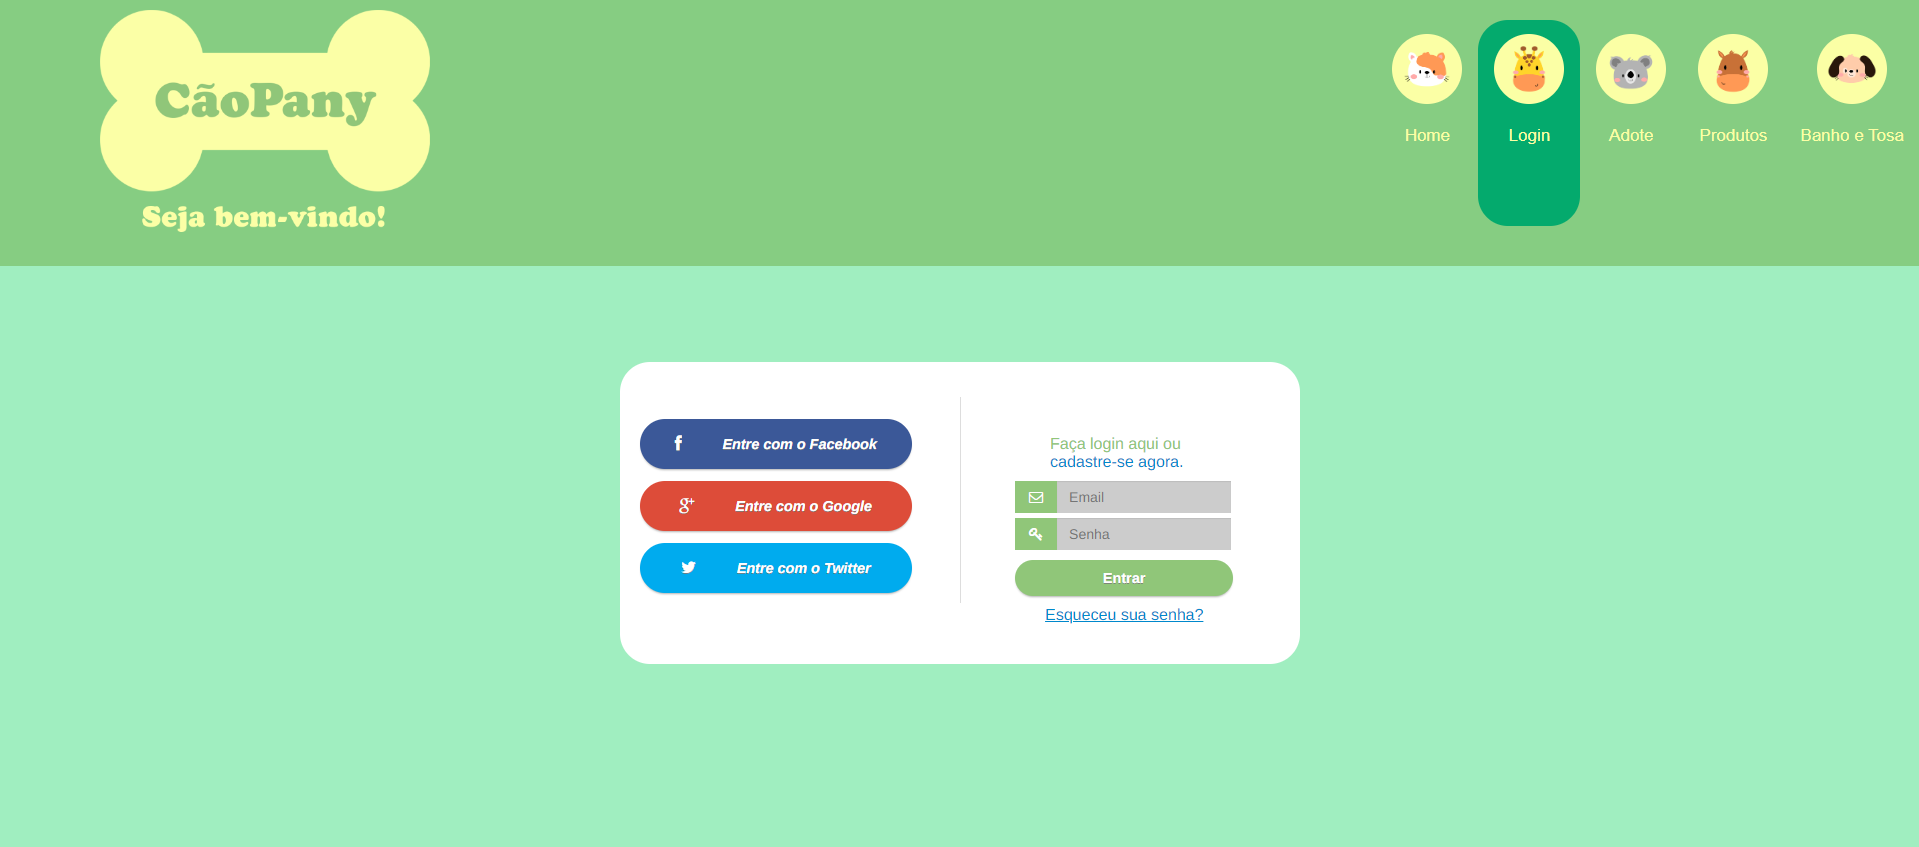 CãoPany
Seja bem-vindo!
Home
Login
Adote
Produtos
Banho e Tosa
Entre com o Facebook
Entre com o Google
Entre com o Twitter
Faça login aqui ou
cadastre-se agora.
Email
Senha
Entrar
Esqueceu sua senha?